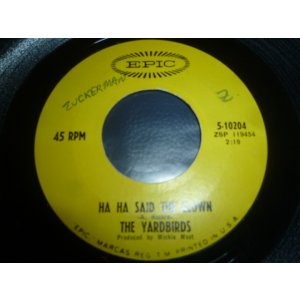 EPIC
ZUCKERMAN
45 RPM
5-10204
ZSP 119454
2:19
HA HA SAID THE CLOWN
THE YARDBIRDS
Produced by Mickie Most
EPIC MARCAS REG. T.M. PRINTED IN U.S.A.